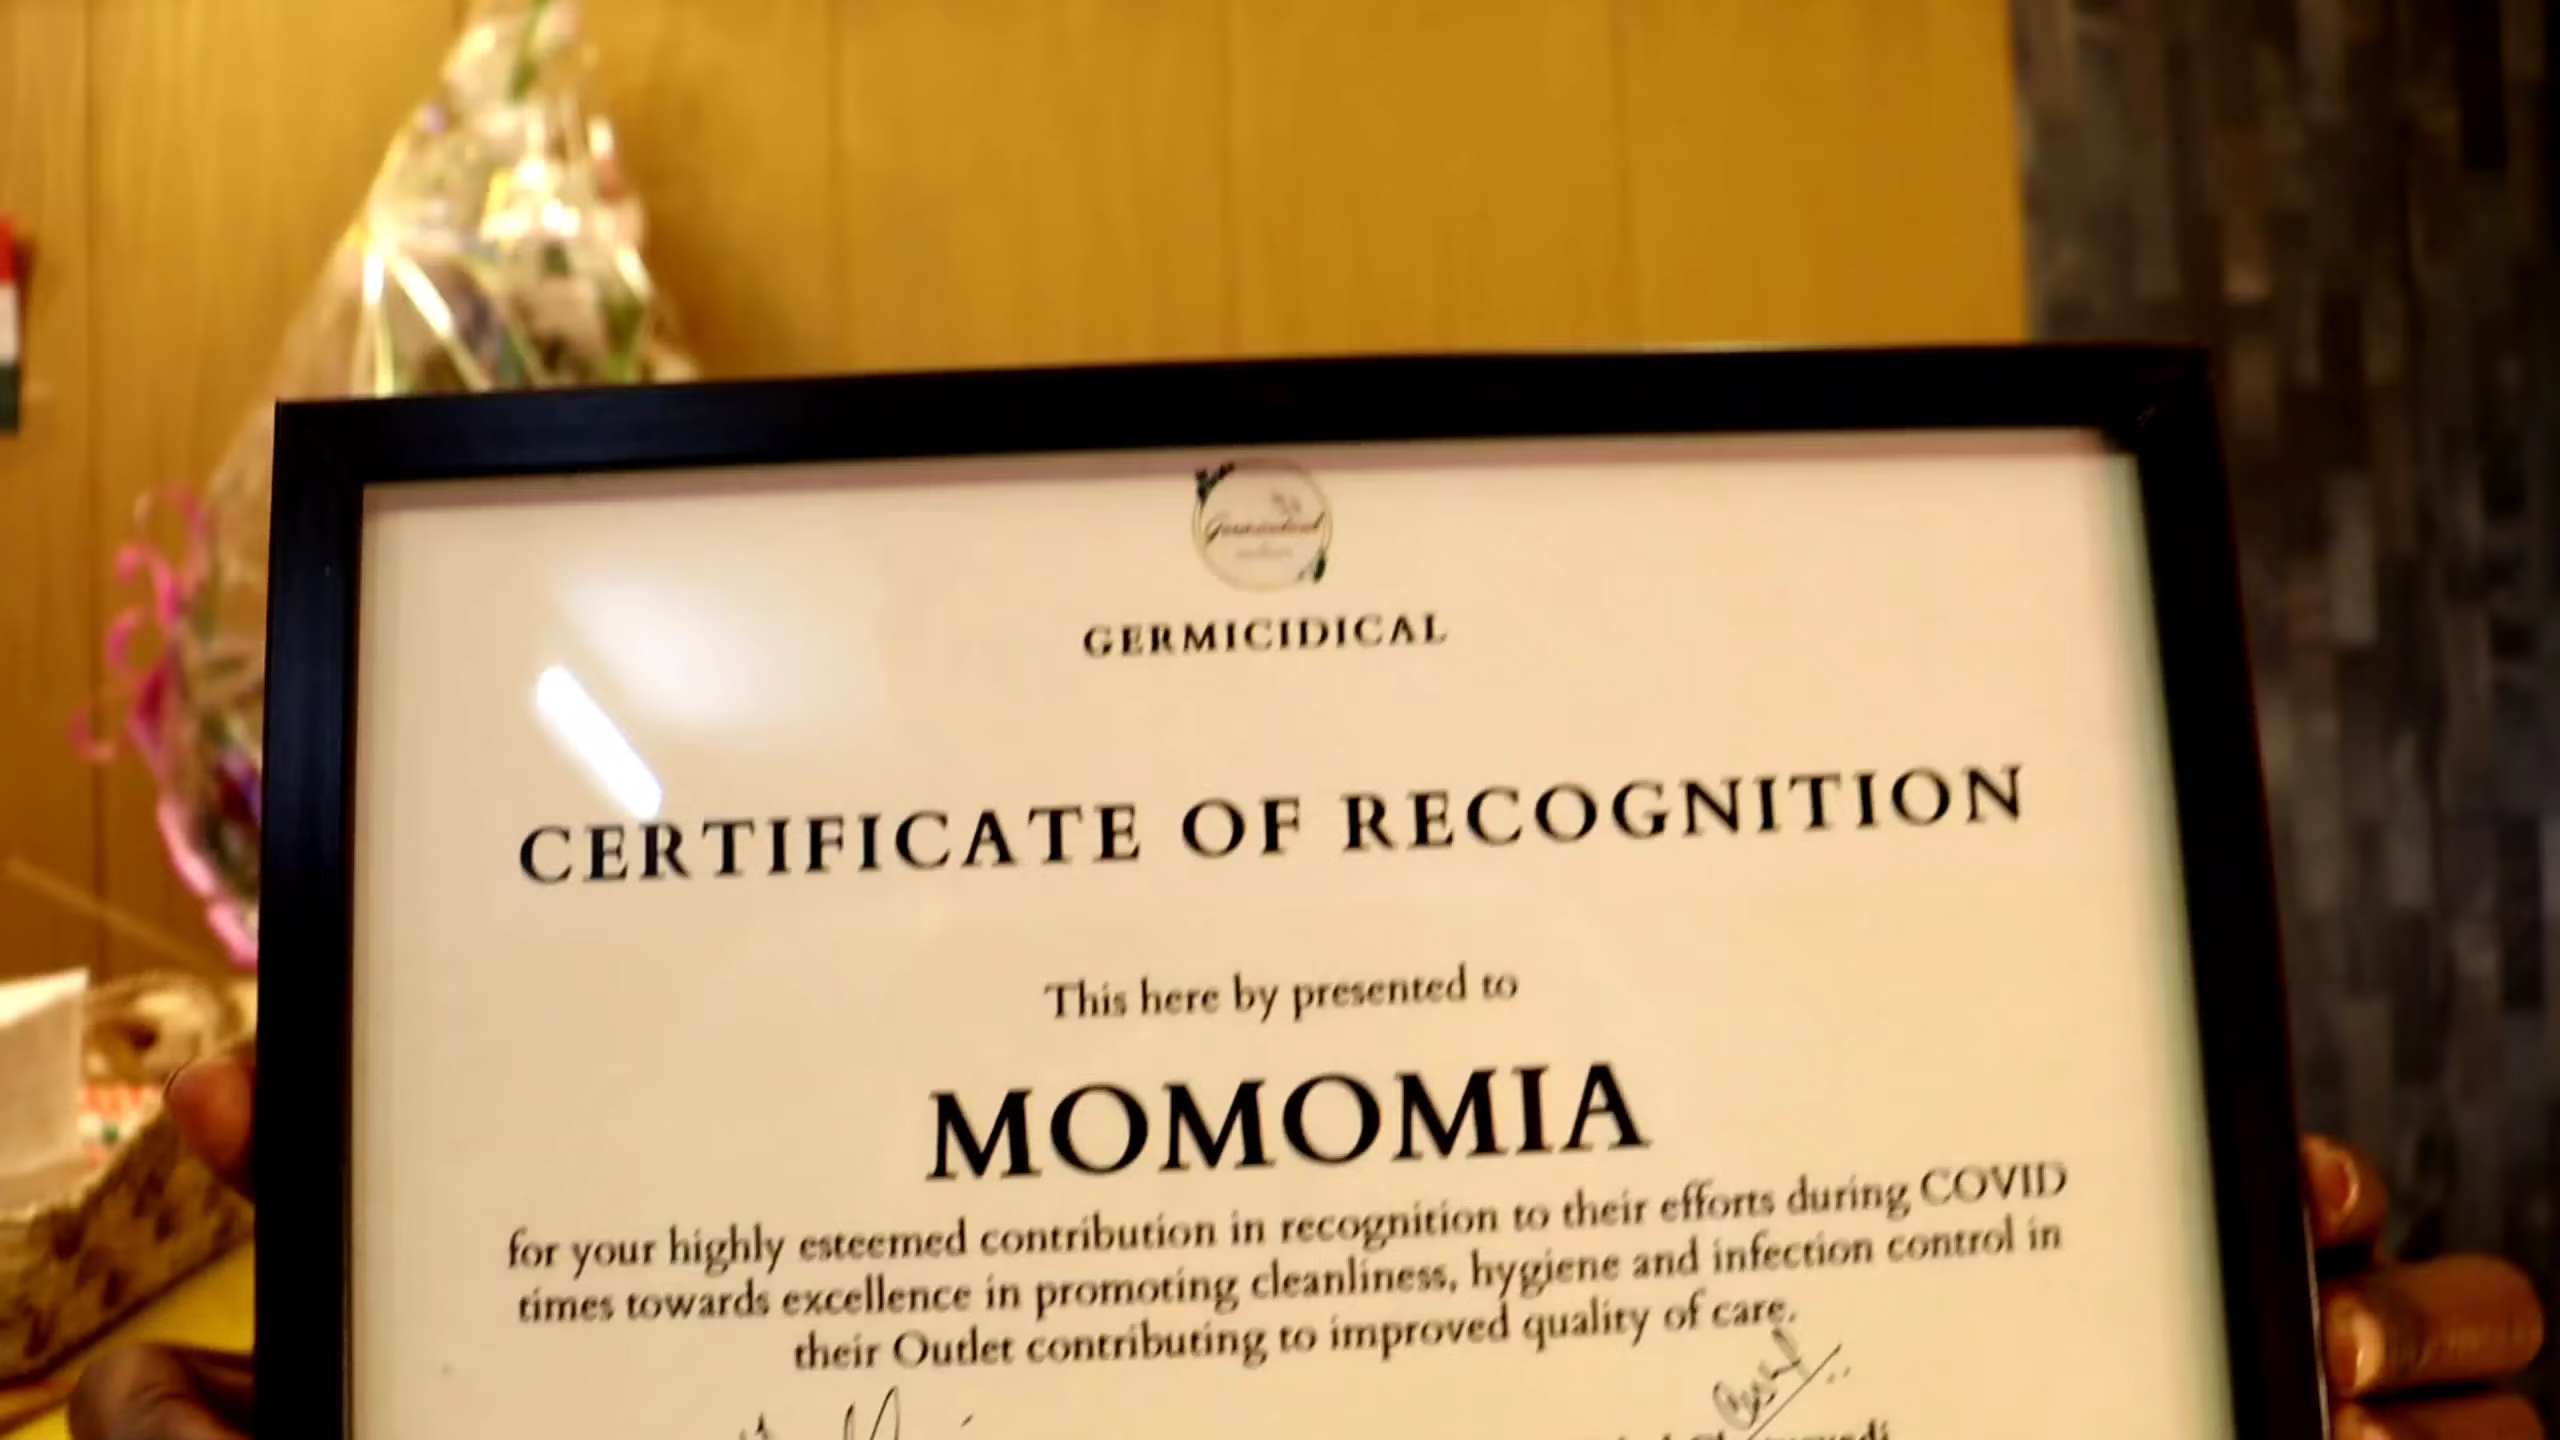 Germicidical
GERMICIDICAL
CERTIFICATE OF RECOGNITION
This here by presented to
MOMOMIA
for your highly esteemed contribution in recognition to their efforts during COVID
times towards excellence in promoting cleanliness, hygiene and infection control in
their Outlet contributing to improved quality of care.